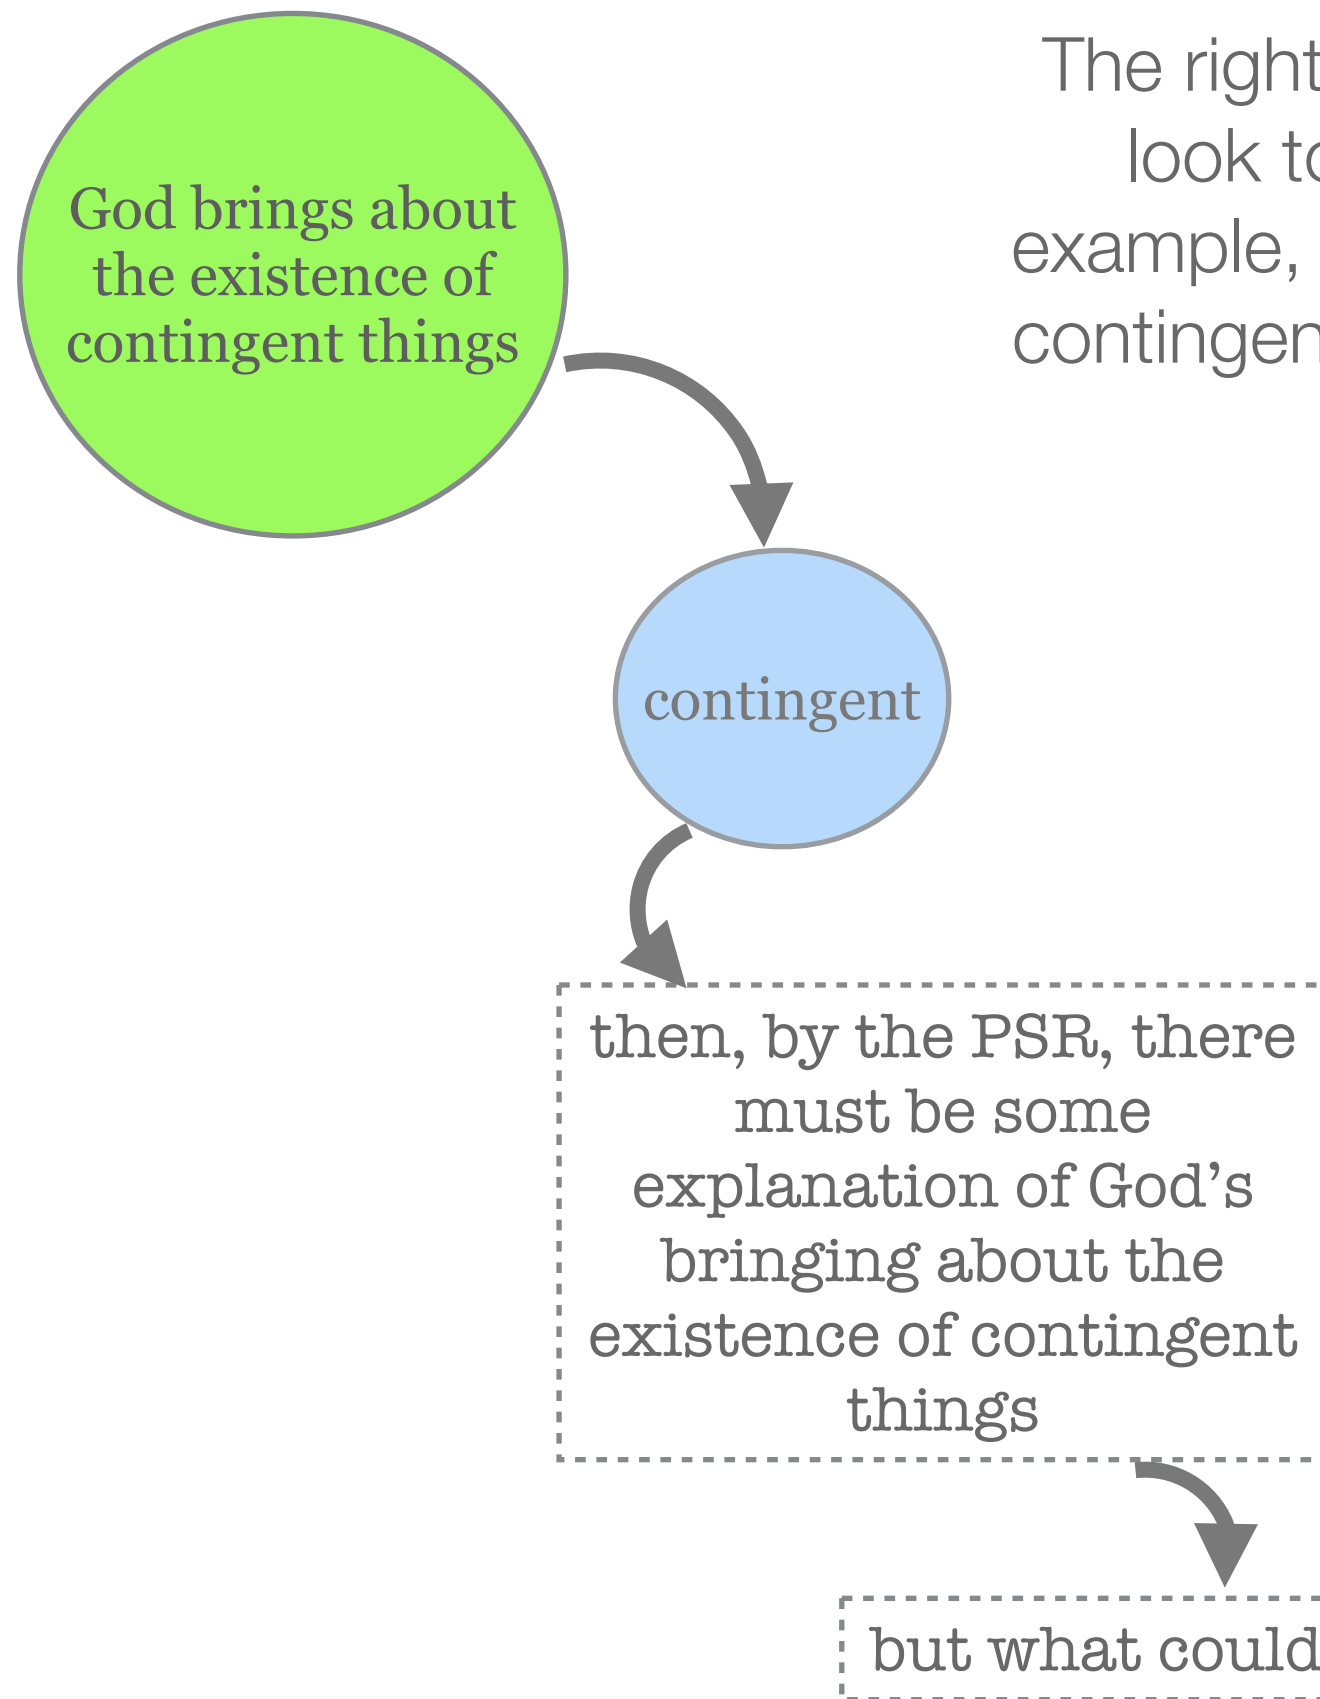 The right
look to
example,
contingen
God brings about
the existence of
contingent things
contingent
then, by the PSR, there
must be some
explanation of God's
bringing about the
existence of contingent
things
but what could